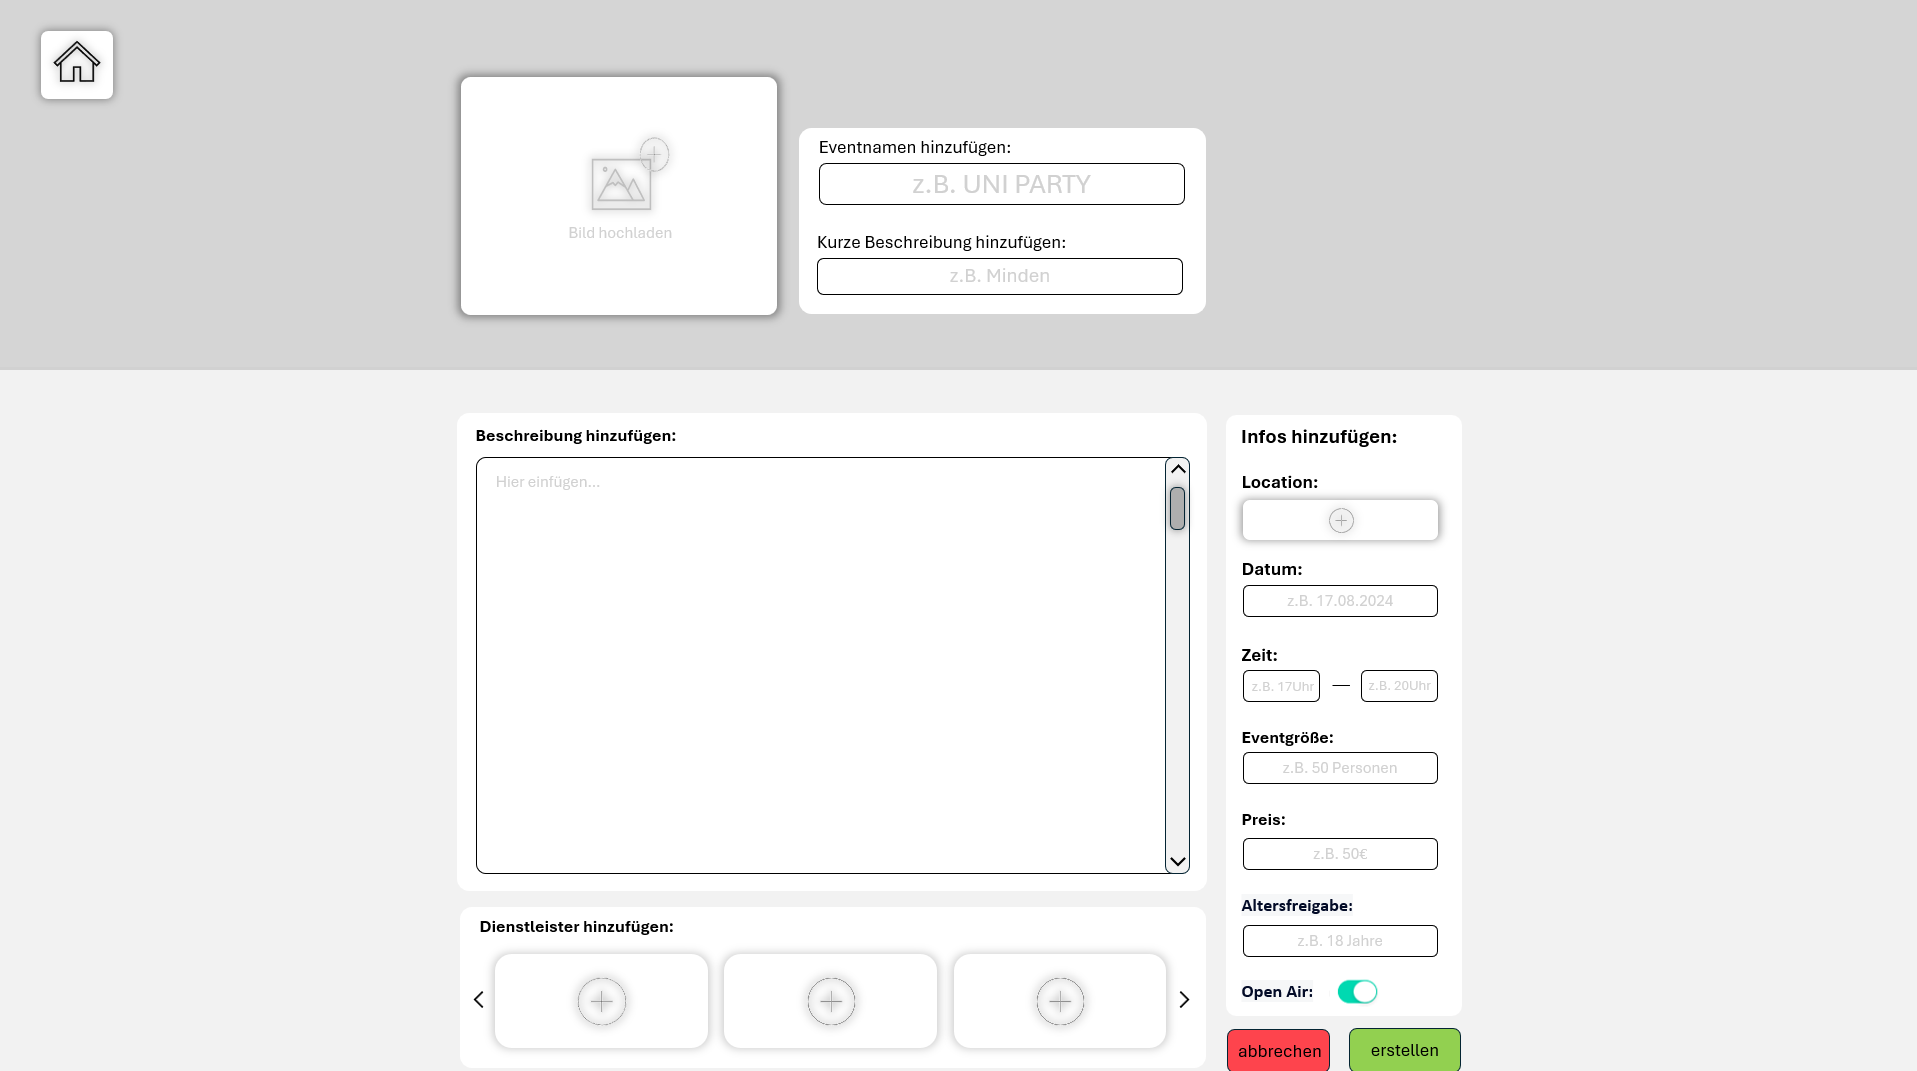 Bild hochladen
Eventnamen hinzufügen:
z.B. UNI PARTY
Kurze Beschreibung hinzufügen:
z.B. Minden
Beschreibung hinzufügen:
Hier einfügen...
Dienstleister hinzufügen:
Infos hinzufügen:
Location:
Datum:
z.B. 17.08.2024
Zeit:
z.B. 17Uhr — z.B. 20Uhr
Eventgröße:
z.B. 50 Personen
Preis:
z.B. 50€
Altersfreigabe:
z.B. 18 Jahre
Open Air:
abbrechen erstellen